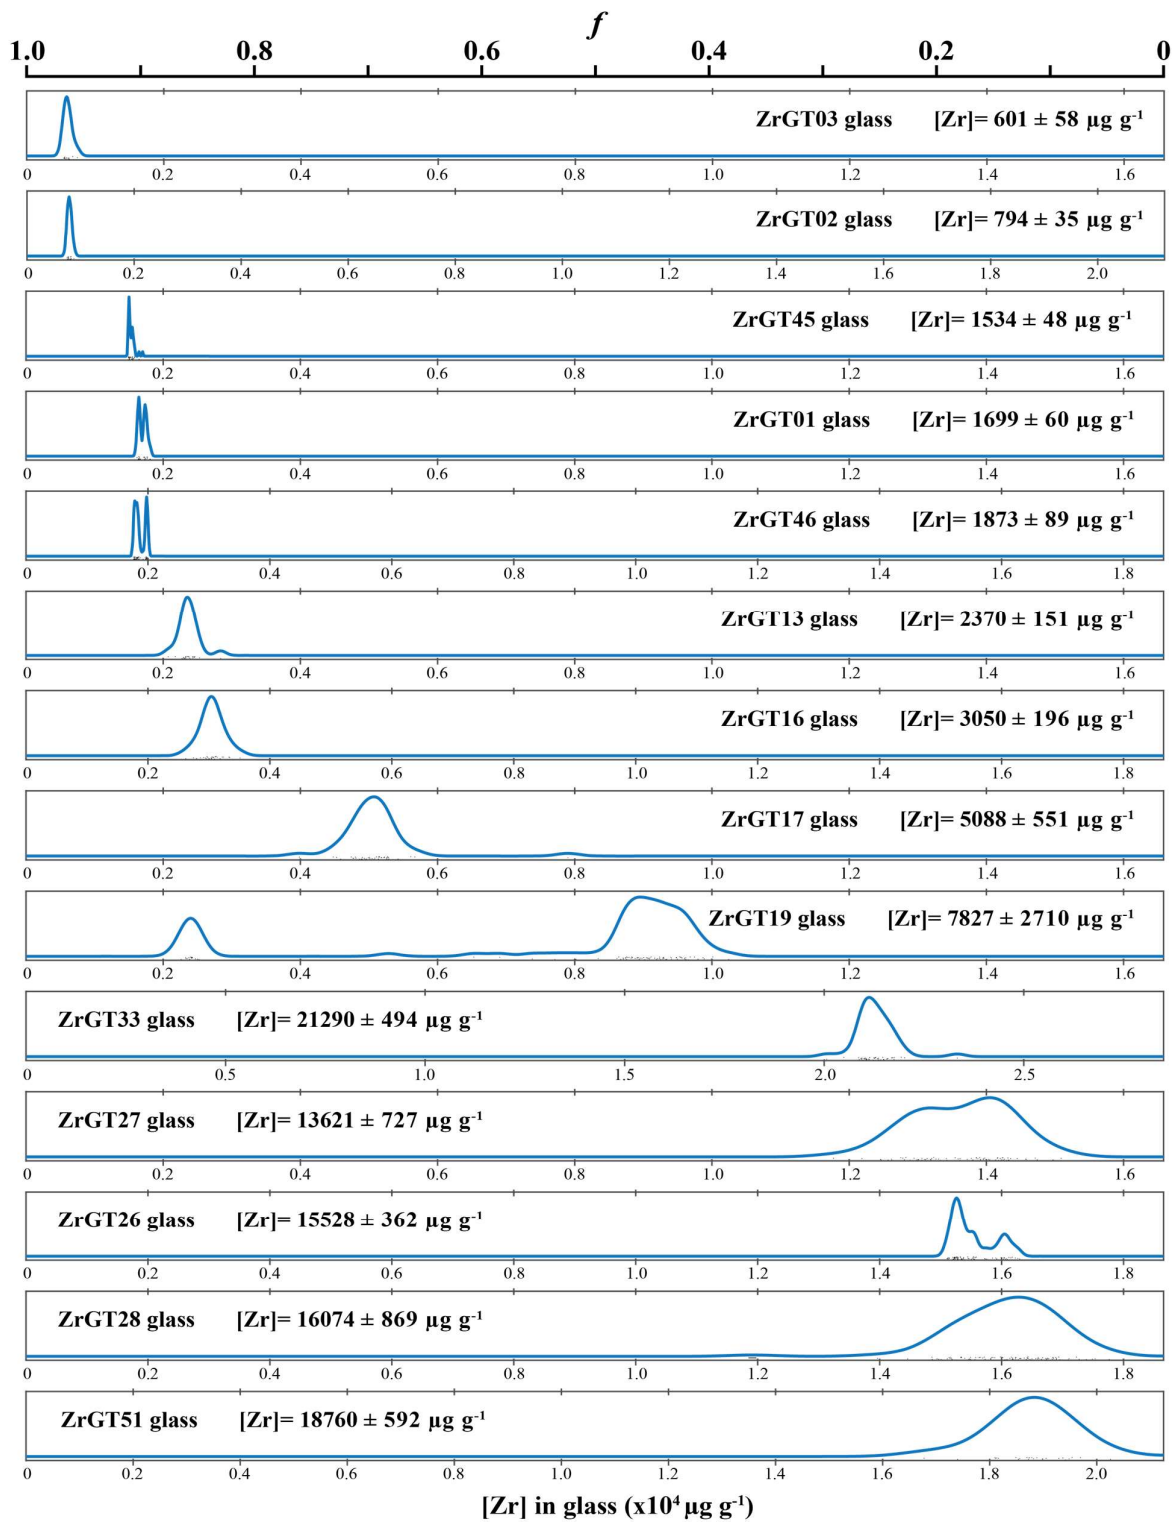 f
1.0 0.8 0.6 0.4 0.2 0
ZrGT03 glass [Zr]= 601 ± 58 µg g-1
0 0.2 0.4 0.6 0.8 1.0 1.2 1.4 1.6
ZrGT02 glass [Zr]= 794 ± 35 µg g-1
0 0.2 0.4 0.6 0.8 1.0 1.2 1.4 1.6 1.8 2.0
ZrGT45 glass [Zr]= 1534 ± 48 µg g-1
0 0.2 0.4 0.6 0.8 1.0 1.2 1.4 1.6
ZrGT01 glass [Zr]= 1699 ± 60 µg g-1
0 0.2 0.4 0.6 0.8 1.0 1.2 1.4 1.6
ZrGT46 glass [Zr]= 1873 ± 89 µg g-1
0 0.2 0.4 0.6 0.8 1.0 1.2 1.4 1.6 1.8
ZrGT13 glass [Zr]= 2370 ± 151 µg g-1
0 0.2 0.4 0.6 0.8 1.0 1.2 1.4 1.6
ZrGT16 glass [Zr]= 3050 ± 196 µg g-1
0 0.2 0.4 0.6 0.8 1.0 1.2 1.4 1.6 1.8
ZrGT17 glass [Zr]= 5088 ± 551 µg g-1
0 0.2 0.4 0.6 0.8 1.0 1.2 1.4 1.6
ZrGT19 glass [Zr]= 7827 ± 2710 µg g-1
0 0.2 0.4 0.6 0.8 1.0 1.2 1.4 1.6
ZrGT33 glass [Zr]= 21290 ± 494 µg g-1
0 0.5 1.0 1.5 2.0 2.5
ZrGT27 glass [Zr]= 13621 ± 727 µg g-1
0 0.2 0.4 0.6 0.8 1.0 1.2 1.4 1.6
ZrGT26 glass [Zr]= 15528 ± 362 µg g-1
0 0.2 0.4 0.6 0.8 1.0 1.2 1.4 1.6 1.8
ZrGT28 glass [Zr]= 16074 ± 869 µg g-1
0 0.2 0.4 0.6 0.8 1.0 1.2 1.4 1.6 1.8
ZrGT51 glass [Zr]= 18760 ± 592 µg g-1
0 0.2 0.4 0.6 0.8 1.0 1.2 1.4 1.6 1.8 2.0
[Zr] in glass (x10⁴ µg g-1)